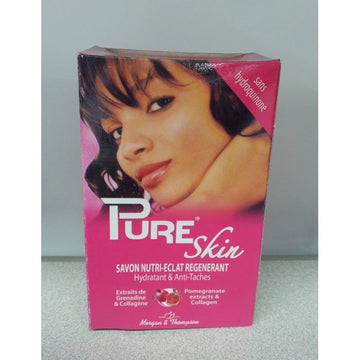 sans
hydroquinone
PURE®
Skin
SAVON NUTRI-ECLAT REGENERANT
Hydratant & Anti-Taches
Extraits de
Grenadine
& Collagène
Pomegranate
extracts &
Collagen
Morgan & Thompson